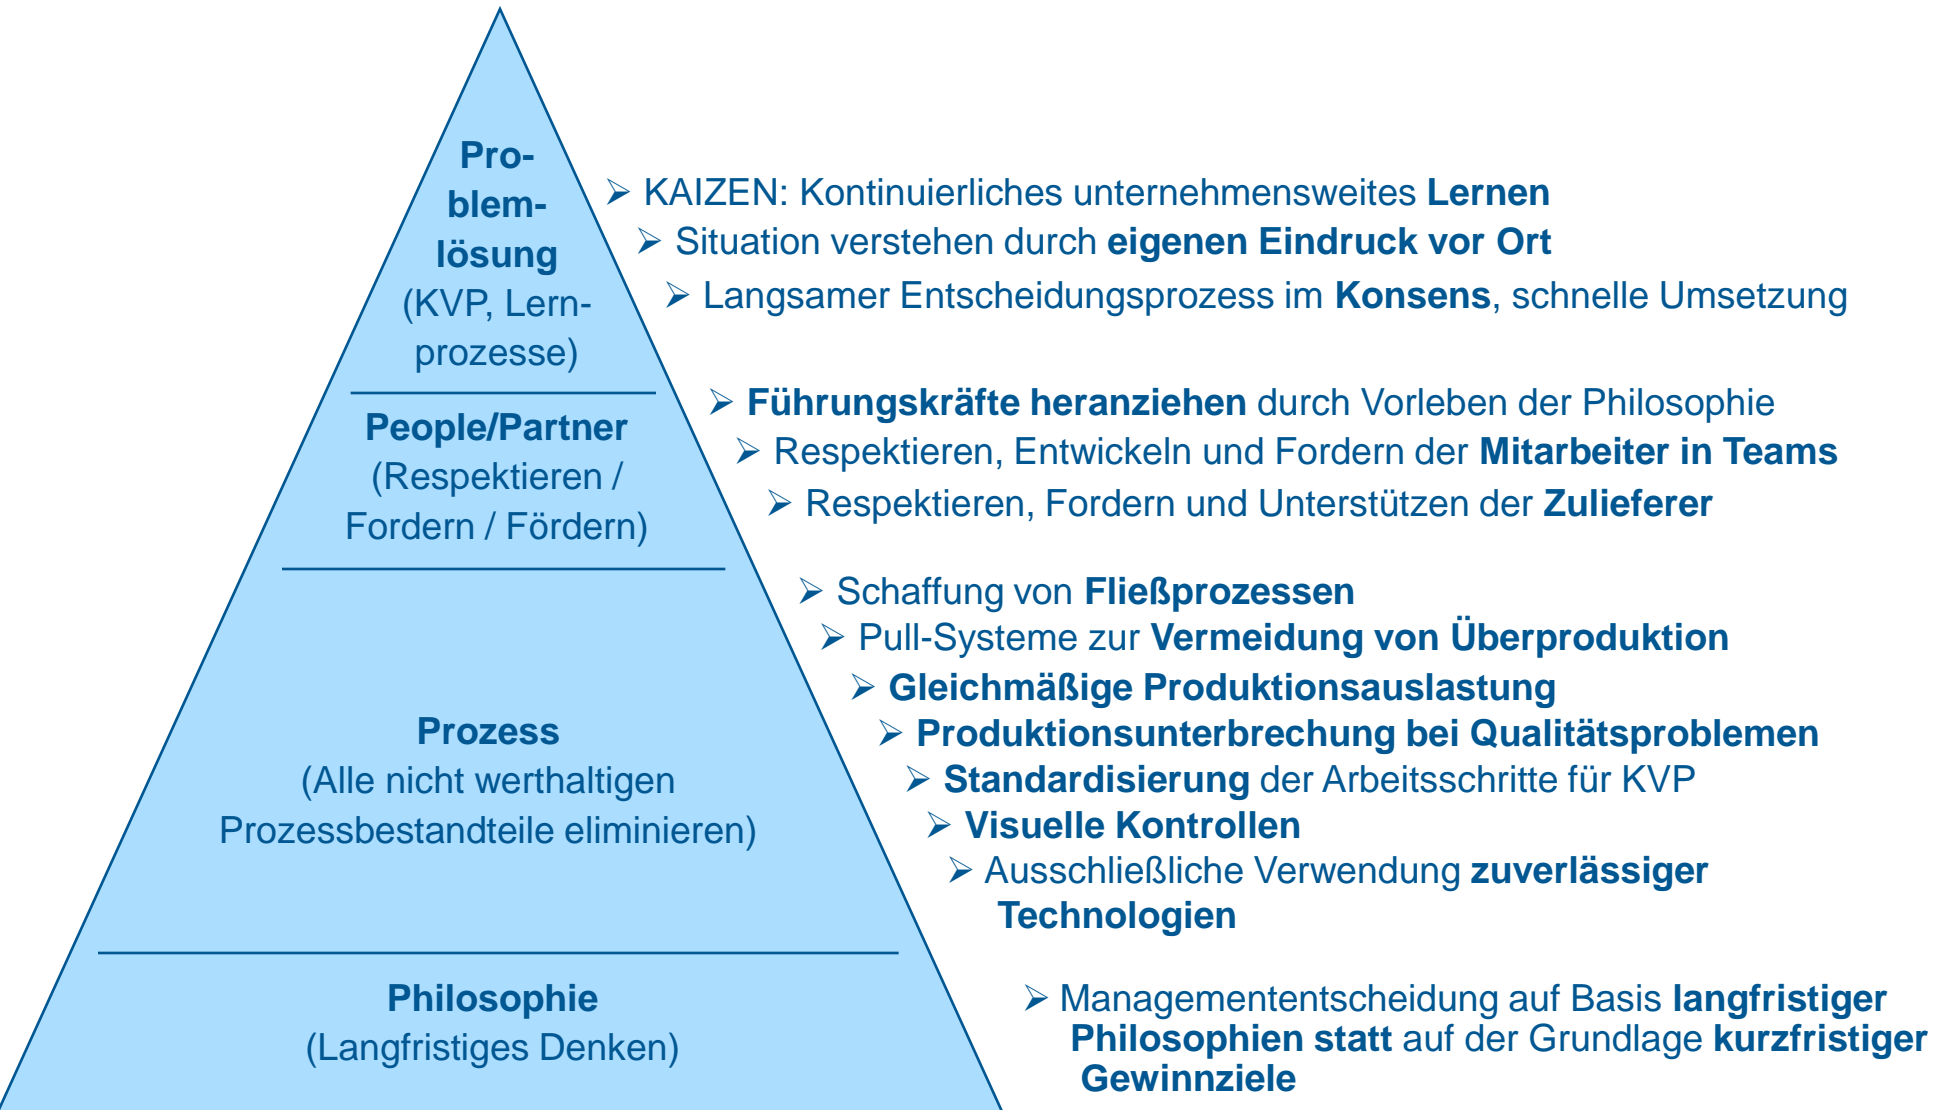 Pro-
blem-
lösung
(KVP, Lern-
prozesse)
➢ KAIZEN: Kontinuierliches unternehmensweites Lernen
➢ Situation verstehen durch eigenen Eindruck vor Ort
➢ Langsamer Entscheidungsprozess im Konsens, schnelle Umsetzung
People/Partner
(Respektieren /
Fordern / Fördern)
➢ Führungskräfte heranziehen durch Vorleben der Philosophie
➢ Respektieren, Entwickeln und Fordern der Mitarbeiter in Teams
➢ Respektieren, Fordern und Unterstützen der Zulieferer
Prozess
(Alle nicht werthaltigen
Prozessbestandteile eliminieren)
➢ Schaffung von Fließprozessen
➢ Pull-Systeme zur Vermeidung von Überproduktion
➢ Gleichmäßige Produktionsauslastung
➢ Produktionsunterbrechung bei Qualitätsproblemen
➢ Standardisierung der Arbeitsschritte für KVP
➢ Visuelle Kontrollen
➢ Ausschließliche Verwendung zuverlässiger
Technologien
Philosophie
(Langfristiges Denken)
➢ Managemententscheidung auf Basis langfristiger
Philosophien statt auf der Grundlage kurzfristiger
Gewinnziele